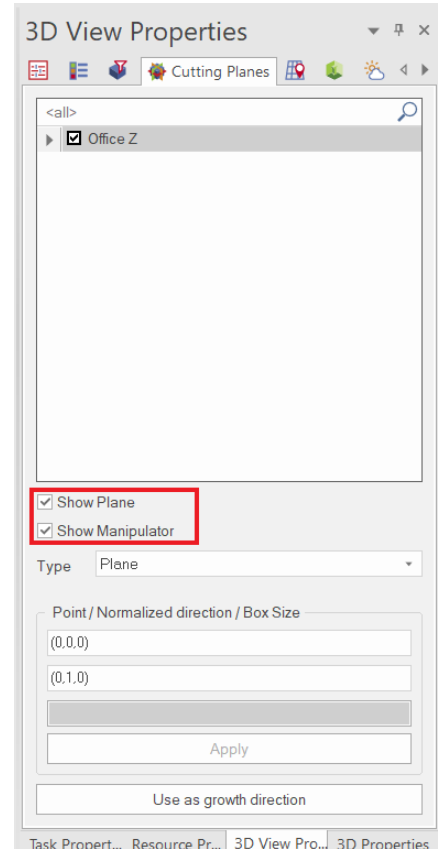 3D View Properties
Cutting Planes
<all>
Office Z
Show Plane
Show Manipulator
Type Plane
Point / Normalized direction / Box Size
(0,0,0)
(0,1,0)
Apply
Use as growth direction
Task Propert... Resource Pr... 3D View Pro... 3D Properties